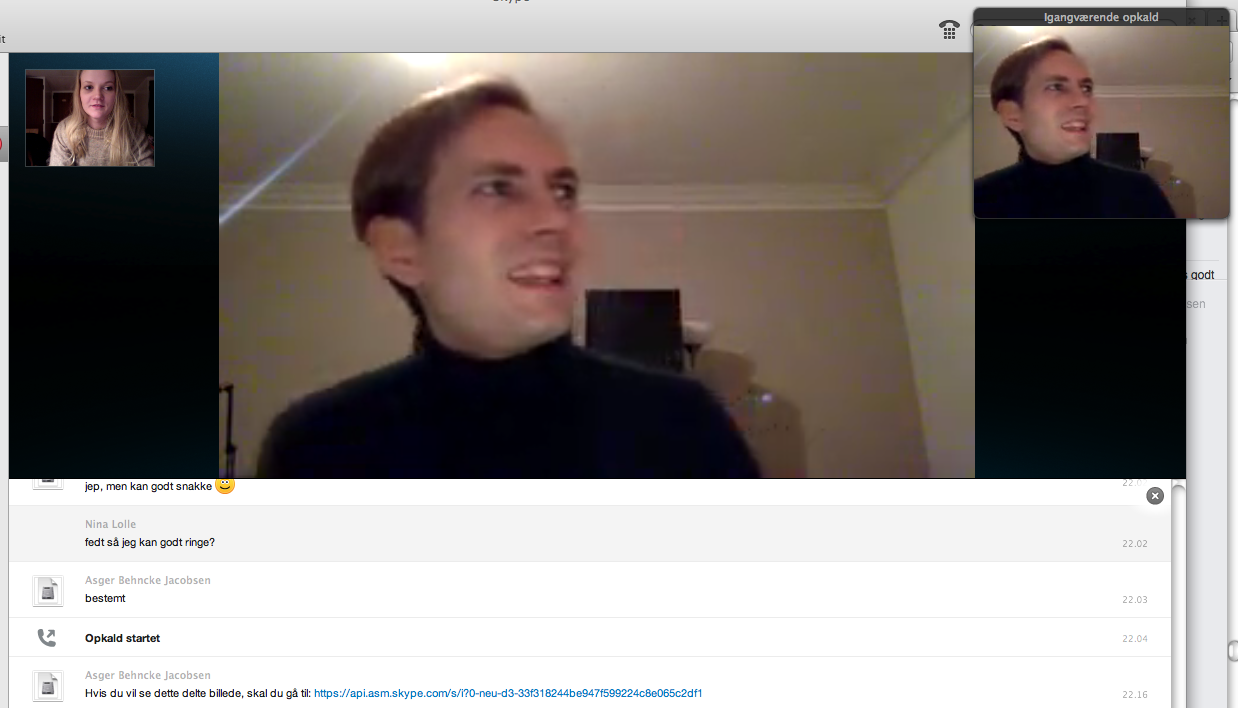 Skype
it
Igangværende opkald
s godt
sen
jep, men kan godt snakke
22.0
Nina Lolle
fedt så jeg kan godt ringe?
22.02
Asger Behncke Jacobsen
bestemt
22.03
Opkald startet
22.04
Asger Behncke Jacobsen
Hvis du vil se dette delte billede, skal du gå til: https://api.asm.skype.com/s/i?0-neu-d3-33f318244be947f599224c8e065c2df1
22.16